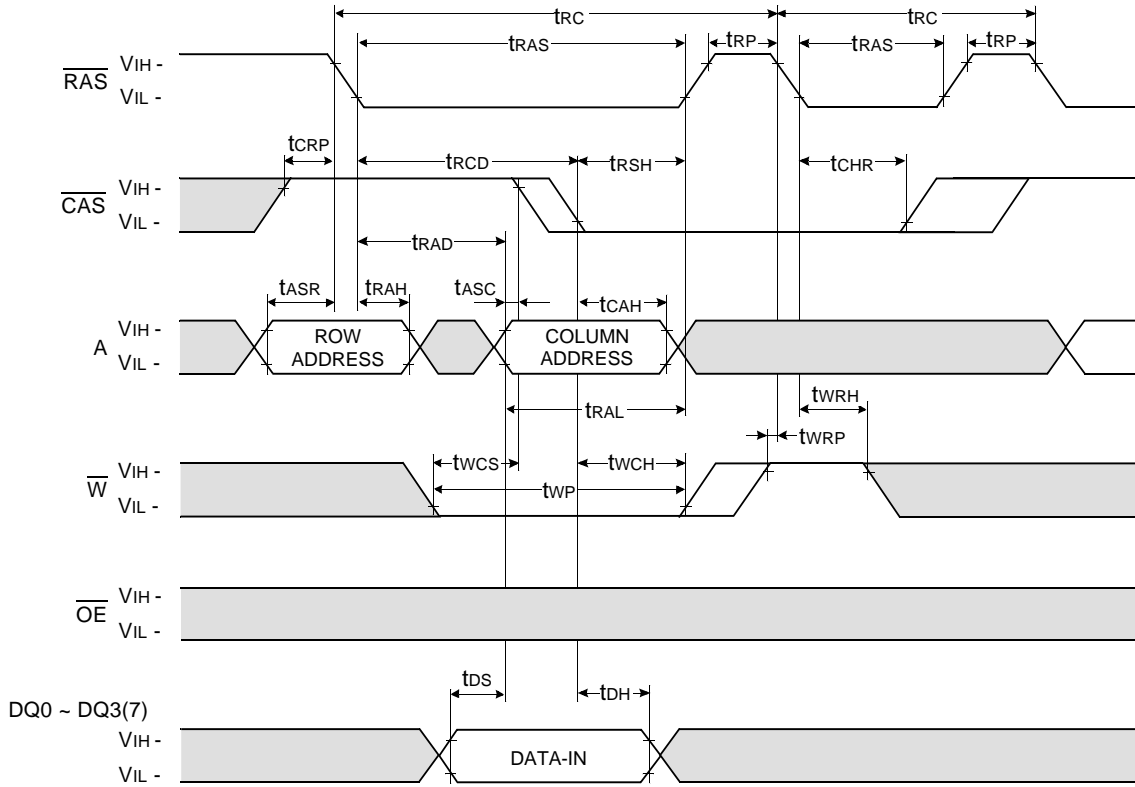 tRC tRC
tRAS tRP tRAS tRP
RAS VIH -
VIL -
tCRP tRCD tRSH tCHR
CAS VIH -
VIL -
tRAD
tASR tRAH tASC tCAH
A VIH -
VIL -
ROW
ADDRESS
COLUMN
ADDRESS
tWRH
tRAL
tWRP
tWCS tWCH
W VIH -
VIL -
tWP
OE VIH -
VIL -
tDS tDH
DQ0 ~ DQ3(7)
VIH -
VIL -
DATA-IN